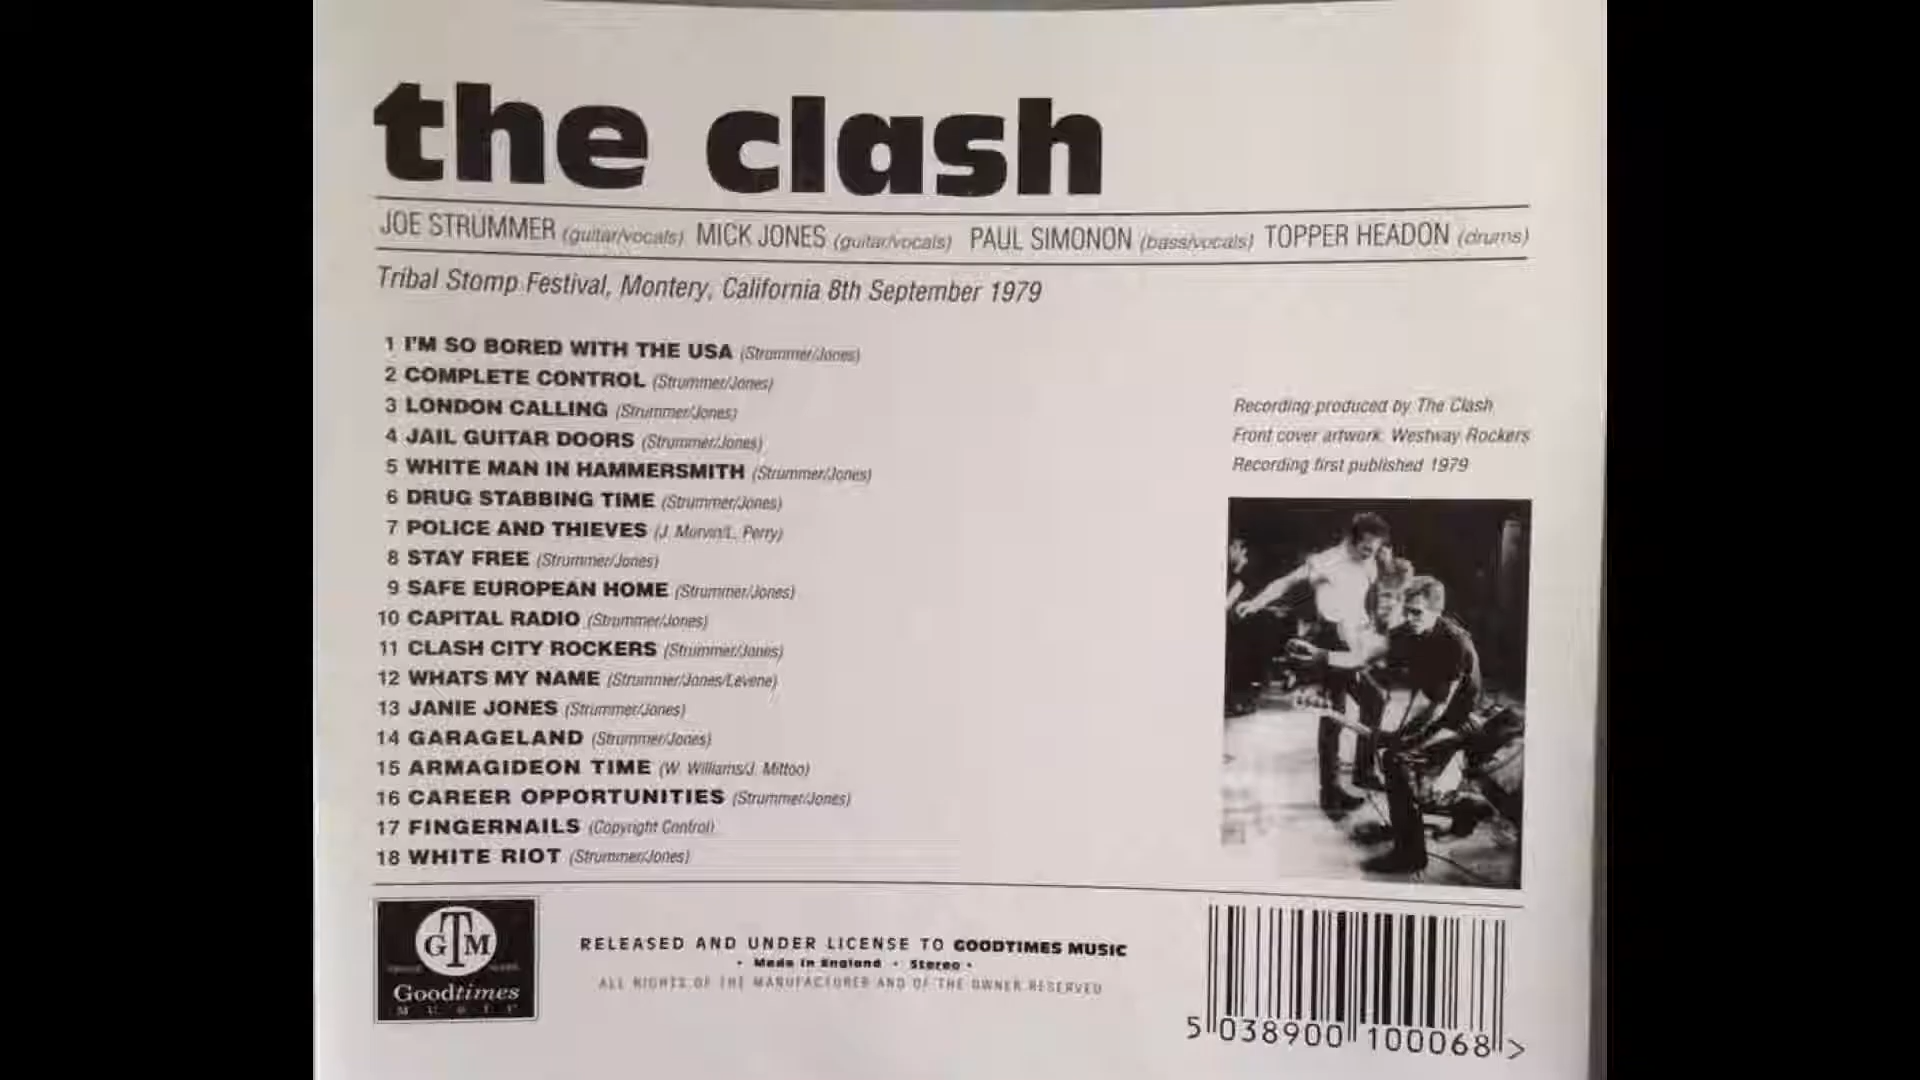 the clash
JOE STRUMMER (guitar/vocals) MICK JONES (guitar/vocals) PAUL SIMONON (bass/vocals) TOPPER HEADON (drums)
Tribal Stomp Festival, Montery, California 8th September 1979
1 I'M SO BORED WITH THE USA (Strummer/Jones)
2 COMPLETE CONTROL (Strummer/Jones)
3 LONDON CALLING (Strummer/Jones)
4 JAIL GUITAR DOORS (Strummer/Jones)
5 WHITE MAN IN HAMMERSMITH (Strummer/Jones)
6 DRUG STABBING TIME (Strummer/Jones)
7 POLICE AND THIEVES (J. Murvin/L. Perry)
8 STAY FREE (Strummer/Jones)
9 SAFE EUROPEAN HOME (Strummer/Jones)
10 CAPITAL RADIO (Strummer/Jones)
11 CLASH CITY ROCKERS (Strummer/Jones)
12 WHATS MY NAME (Strummer/Jones/Levene)
13 JANIE JONES (Strummer/Jones)
14 GARAGELAND (Strummer/Jones)
15 ARMAGIDEON TIME (W. Williams/J. Mittoo)
16 CAREER OPPORTUNITIES (Strummer/Jones)
17 FINGERNAILS (Copyright Control)
18 WHITE RIOT (Strummer/Jones)
Recording produced by The Clash
Front cover artwork: Westway Rockers
Recording first published 1979
GTM
Goodtimes
MUSIC
RELEASED AND UNDER LICENSE TO GOODTIMES MUSIC
• Made in England • Stereo •
ALL RIGHTS OF THE MANUFACTURER AND OF THE OWNER RESERVED
5 038900 100068 >